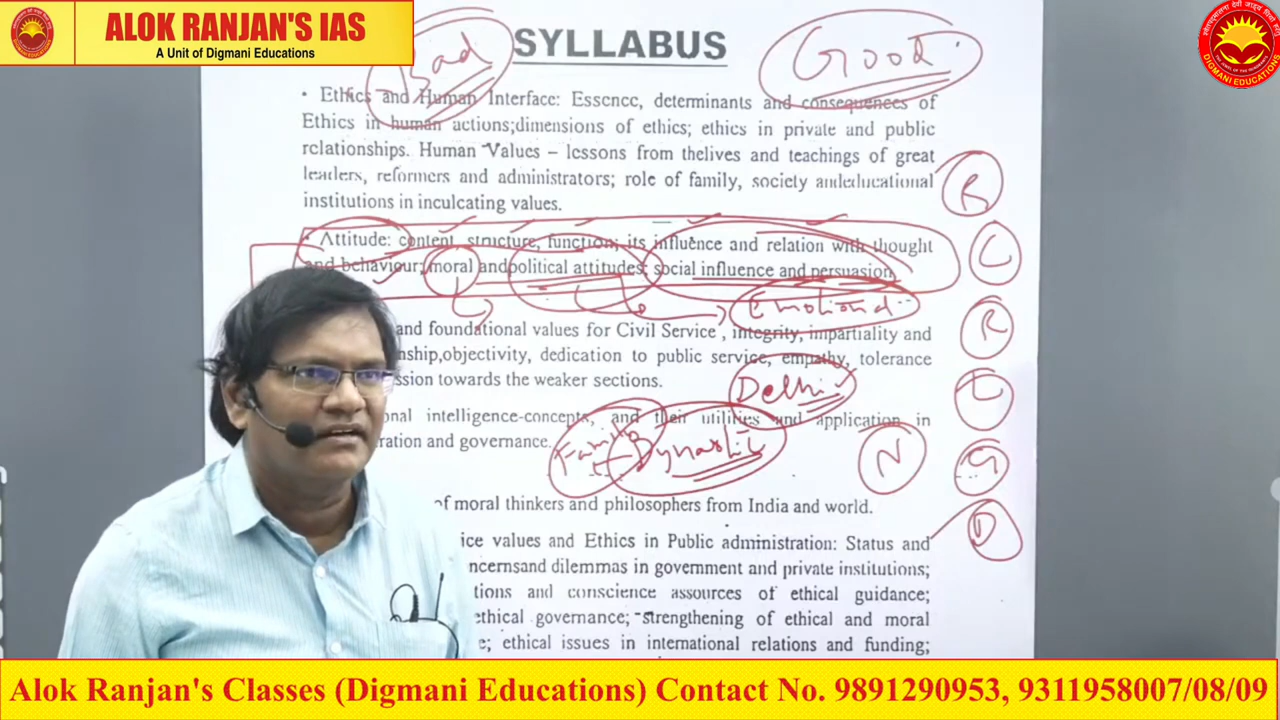 ALOK RANJAN'S IAS
A Unit of Digmani Educations
DIGMANI EDUCATIONS
Bad
SYLLABUS
Good
• Ethics and Human Interface: Essence, determinants and consequences of
Ethics in human actions;dimensions of ethics; ethics in private and public
relationships. Human Values – lessons from thelives and teachings of great
leaders, reformers and administrators; role of family, society andeducational
institutions in inculcating values.
R
• Attitude: content, structure, function; its influence and relation with thought
and behaviour; moral and political attitudes; social influence and persuasion.
C
Emotional
and foundational values for Civil Service , integrity, impartiality and
R
nship,objectivity, dedication to public service, empathy, tolerance
ssion towards the weaker sections.
Delhi
onal intelligence-concepts, and their utilities and application in
ration and governance.
Family
Dynastic
N
G
of moral thinkers and philosophers from India and world.
D
ice values and Ethics in Public administration: Status and
ncernsand dilemmas in government and private institutions;
tions and conscience assources of ethical guidance;
ethical governance; strengthening of ethical and moral
e; ethical issues in international relations and funding;
Alok Ranjan's Classes (Digmani Educations) Contact No. 9891290953, 9311958007/08/09